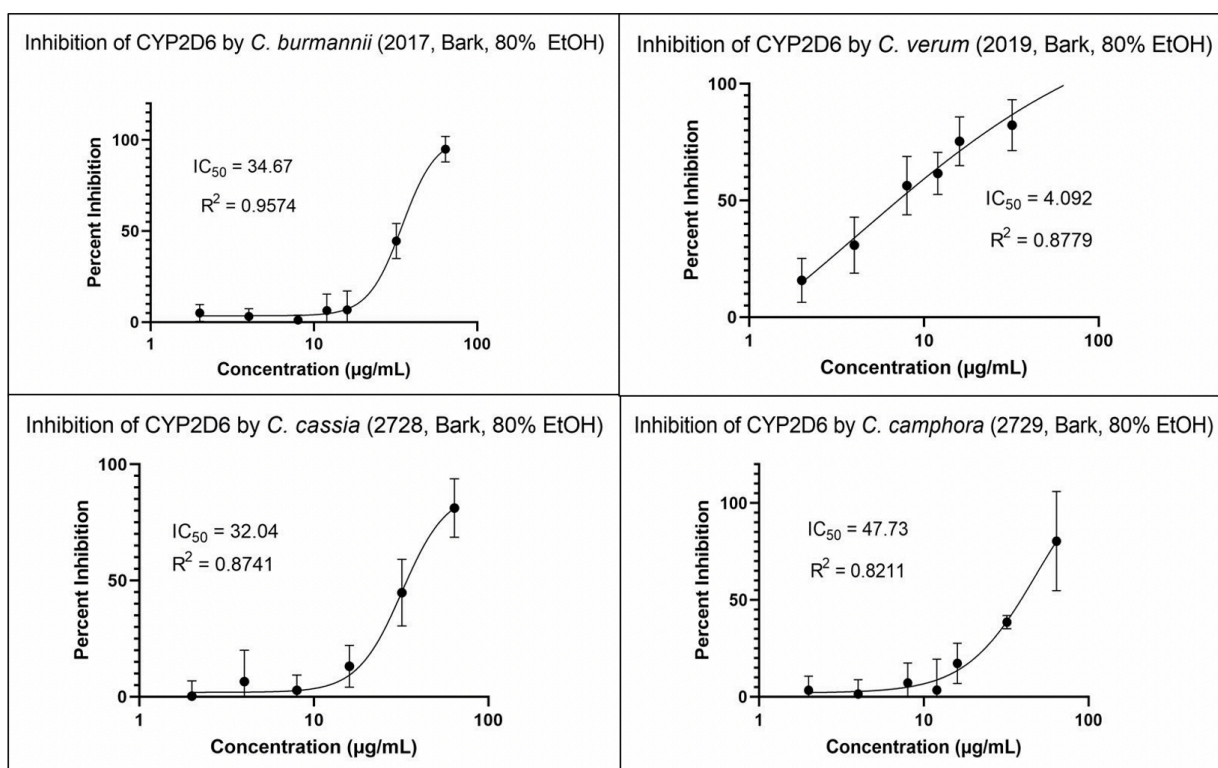 Inhibition of CYP2D6 by C. burmannii (2017, Bark, 80% EtOH)
Percent Inhibition
100
50
0
IC50 = 34.67
R2 = 0.9574
1
10
100
Concentration (µg/mL)
Inhibition of CYP2D6 by C. verum (2019, Bark, 80% EtOH)
Percent Inhibition
100
50
0
IC50 = 4.092
R2 = 0.8779
1
10
100
Concentration (µg/mL)
Inhibition of CYP2D6 by C. cassia (2728, Bark, 80% EtOH)
Percent Inhibition
100
50
0
IC50 = 32.04
R2 = 0.8741
1
10
100
Concentration (µg/mL)
Inhibition of CYP2D6 by C. camphora (2729, Bark, 80% EtOH)
Percent Inhibition
100
50
0
IC50 = 47.73
R2 = 0.8211
1
10
100
Concentration (µg/mL)